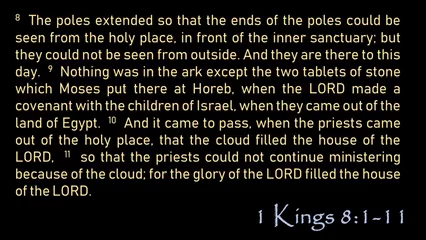 8 The poles extended so that the ends of the poles could be
seen from the holy place, in front of the inner sanctuary; but
they could not be seen from outside. And they are there to this
day. 9 Nothing was in the ark except the two tablets of stone
which Moses put there at Horeb, when the LORD made a
covenant with the children of Israel, when they came out of the
land of Egypt. 10 And it came to pass, when the priests came
out of the holy place, that the cloud filled the house of the
LORD, 11 so that the priests could not continue ministering
because of the cloud; for the glory of the LORD filled the house
of the LORD.
1 Kings 8:1-11